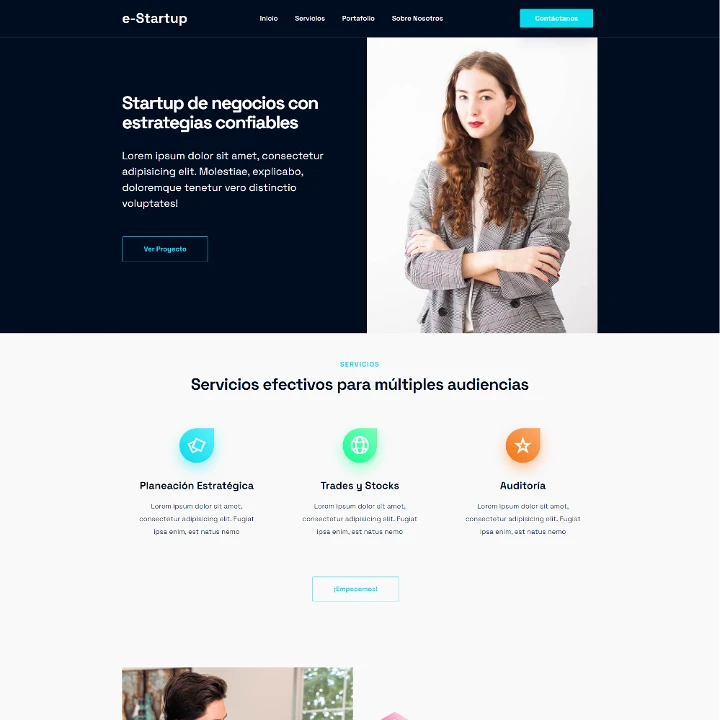 e-Startup
Inicio
Servicios
Portafolio
Sobre Nosotros
Contáctanos
Startup de negocios con
estrategias confiables
Lorem ipsum dolor sit amet, consectetur
adipisicing elit. Molestiae, explicabo,
doloremque tenetur vero distinctio
voluptates!
Ver Proyecto
SERVICIOS
Servicios efectivos para múltiples audiencias
Planeación Estratégica
Lorem ipsum dolor sit amet,
consectetur adipisicing elit. Fugiat
ipsa enim, est natus nemo
Trades y Stocks
Lorem ipsum dolor sit amet,
consectetur adipisicing elit. Fugiat
ipsa enim, est natus nemo
Auditoría
Lorem ipsum dolor sit amet,
consectetur adipisicing elit. Fugiat
ipsa enim, est natus nemo
¡Empecemos!